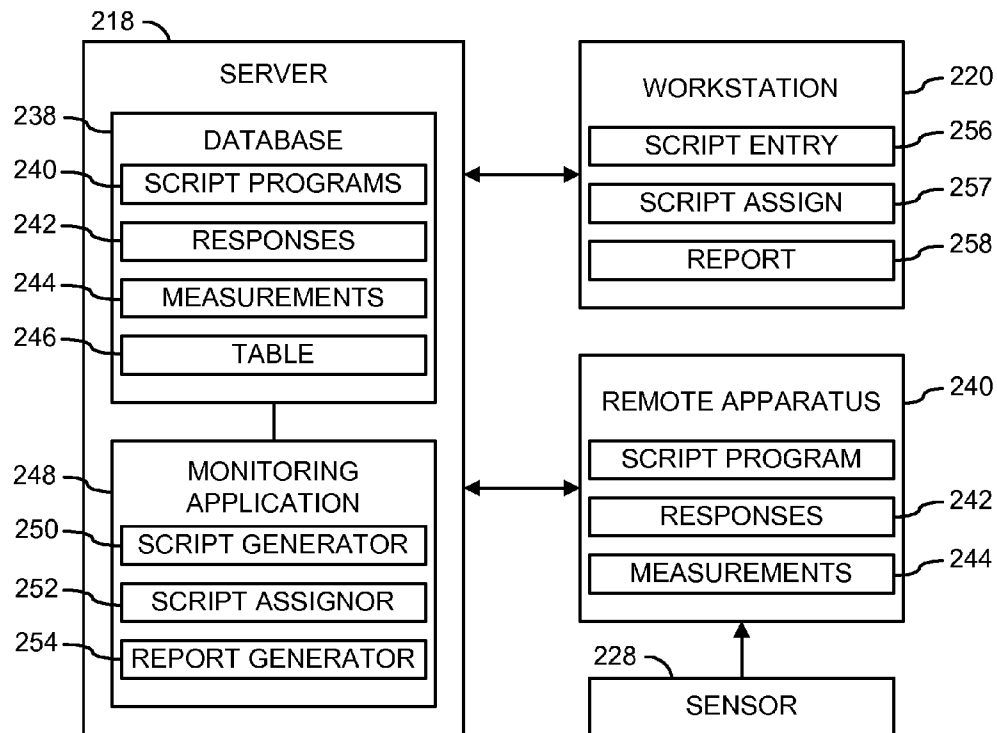 218
SERVER
238
DATABASE
240
SCRIPT PROGRAMS
242
RESPONSES
244
MEASUREMENTS
246
TABLE
248
MONITORING
APPLICATION
250
SCRIPT GENERATOR
252
SCRIPT ASSIGNOR
254
REPORT GENERATOR
WORKSTATION
220
SCRIPT ENTRY
256
SCRIPT ASSIGN
257
REPORT
258
REMOTE APPARATUS
240
SCRIPT PROGRAM
RESPONSES
242
MEASUREMENTS
244
228
SENSOR